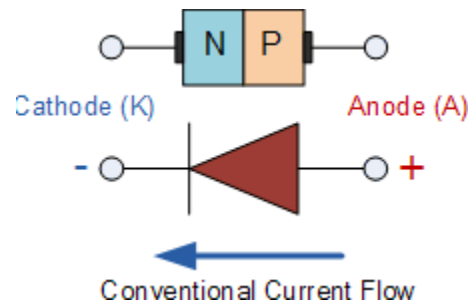 N P
Cathode (K) Anode (A)
- +
Conventional Current Flow